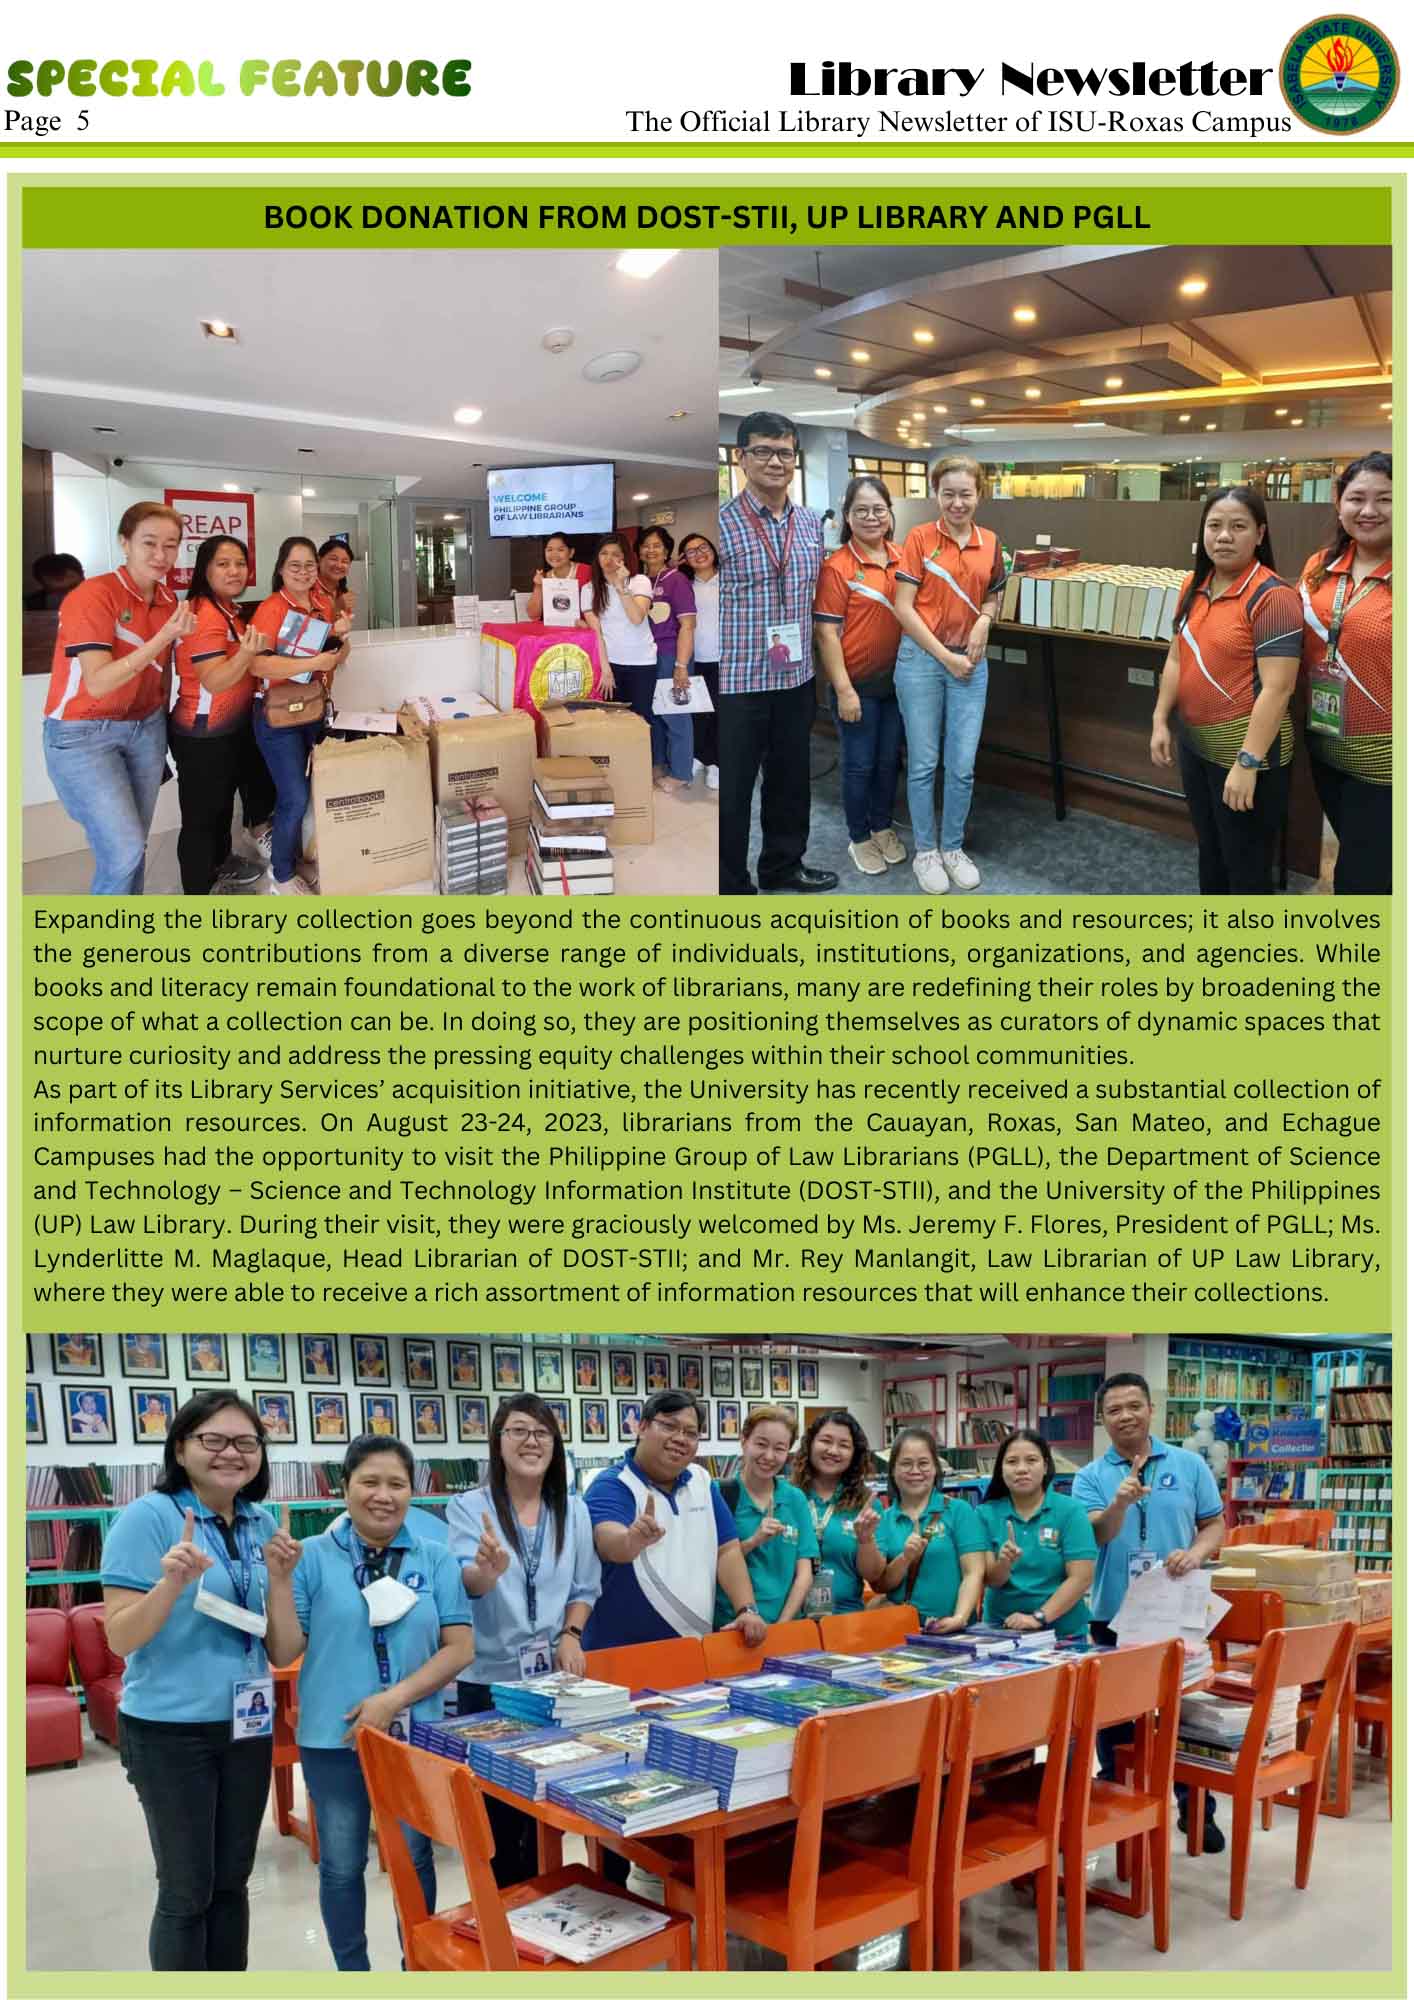 SPECIAL FEATURE
Page 5
Library Newsletter
The Official Library Newsletter of ISU-Roxas Campus
ISABELA STATE UNIVERSITY
1978
BOOK DONATION FROM DOST-STII, UP LIBRARY AND PGLL
REAP
WELCOME
PHILIPPINE GROUP
OF LAW LIBRARIANS
centralbooks
centralbooks
TO:
Expanding the library collection goes beyond the continuous acquisition of books and resources; it also involves
the generous contributions from a diverse range of individuals, institutions, organizations, and agencies. While
books and literacy remain foundational to the work of librarians, many are redefining their roles by broadening the
scope of what a collection can be. In doing so, they are positioning themselves as curators of dynamic spaces that
nurture curiosity and address the pressing equity challenges within their school communities.
As part of its Library Services’ acquisition initiative, the University has recently received a substantial collection of
information resources. On August 23-24, 2023, librarians from the Cauayan, Roxas, San Mateo, and Echague
Campuses had the opportunity to visit the Philippine Group of Law Librarians (PGLL), the Department of Science
and Technology – Science and Technology Information Institute (DOST-STII), and the University of the Philippines
(UP) Law Library. During their visit, they were graciously welcomed by Ms. Jeremy F. Flores, President of PGLL; Ms.
Lynderlitte M. Maglaque, Head Librarian of DOST-STII; and Mr. Rey Manlangit, Law Librarian of UP Law Library,
where they were able to receive a rich assortment of information resources that will enhance their collections.
Collection